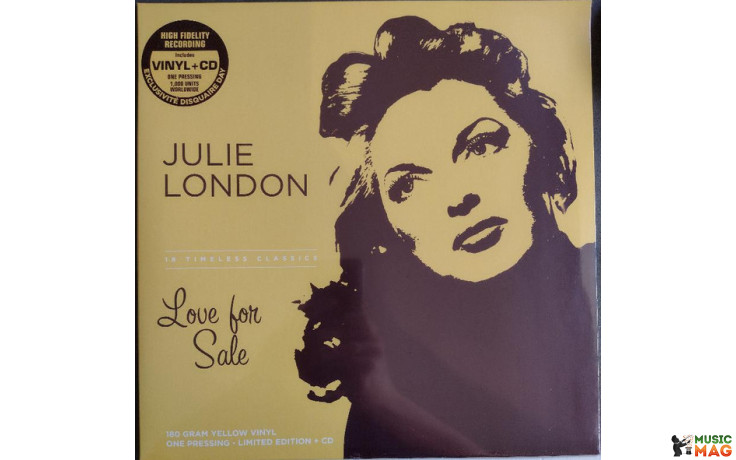 HIGH FIDELITY
RECORDING
Includes
VINYL+CD
ONE PRESSING
1,000 UNITS
WORLDWIDE
EXCLUSIVITÉ DISQUAIRE DAY
JULIE
LONDON
18 TIMELESS CLASSICS
Love for
Sale
180 GRAM YELLOW VINYL
ONE PRESSING - LIMITED EDITION + CD
MUSIC
MAG